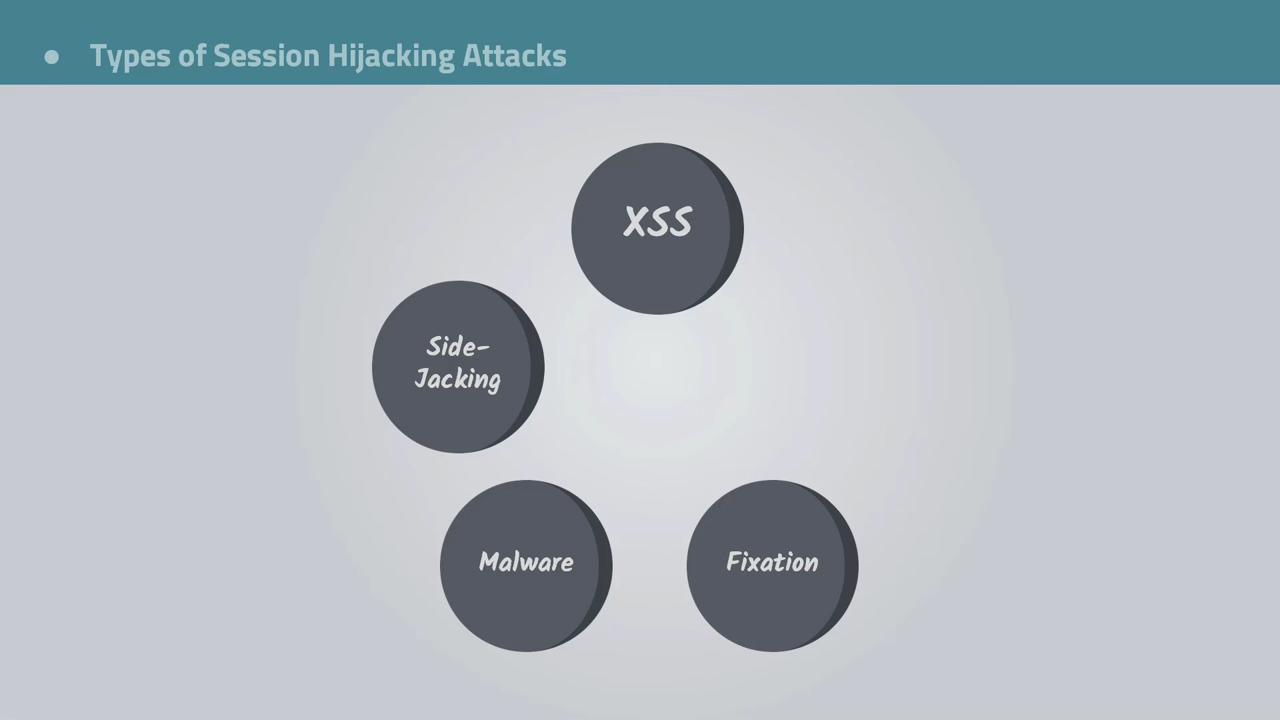 Types of Session Hijacking Attacks
XSS
Side-
Jacking
Malware
Fixation